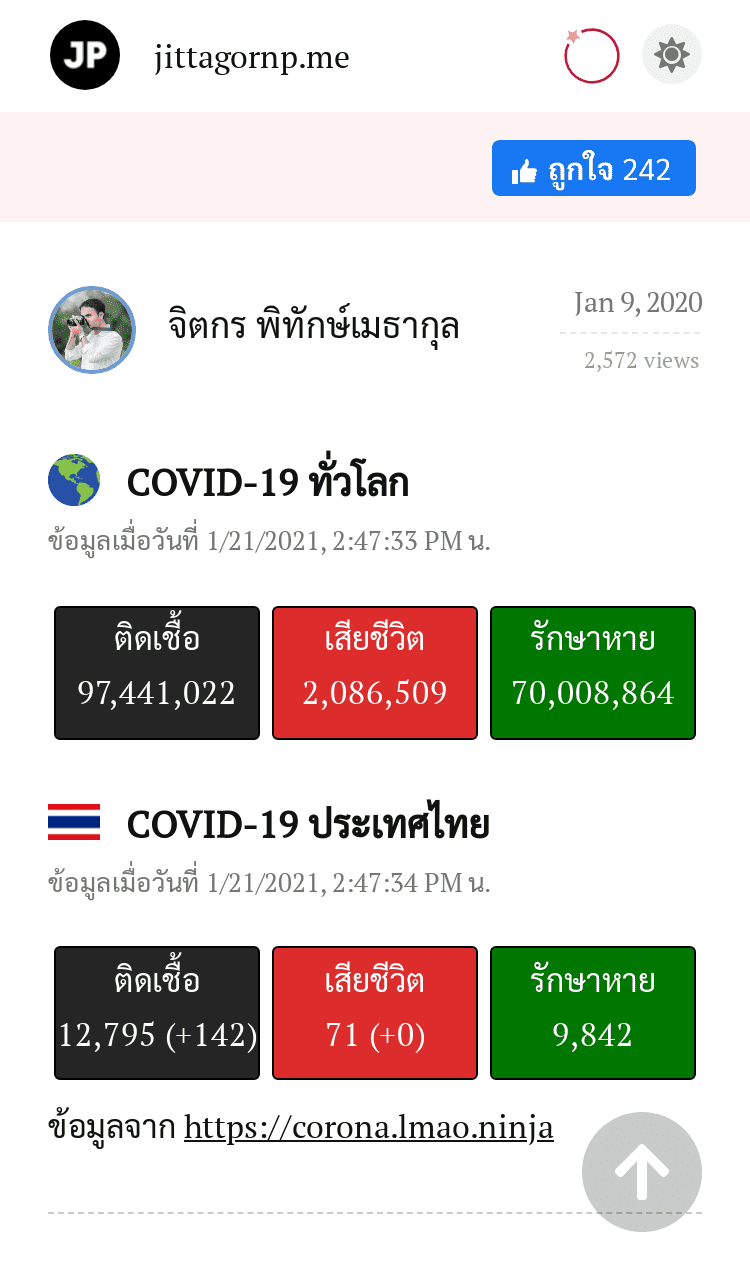 JP
jittagornp.me
ถูกใจ 242
จิตกร พิทักษ์เมธากุล
Jan 9, 2020
2,572 views
COVID-19 ทั่วโลก
ข้อมูลเมื่อวันที่ 1/21/2021, 2:47:33 PM น.
ติดเชื้อ
97,441,022
เสียชีวิต
2,086,509
รักษาหาย
70,008,864
COVID-19 ประเทศไทย
ข้อมูลเมื่อวันที่ 1/21/2021, 2:47:34 PM น.
ติดเชื้อ
12,795 (+142)
เสียชีวิต
71 (+0)
รักษาหาย
9,842
ข้อมูลจาก https://corona.lmao.ninja